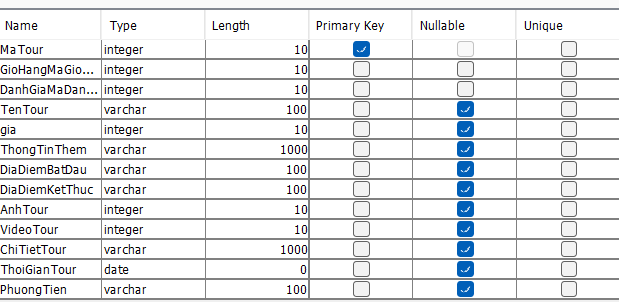 Name Type Length Primary Key Nullable Unique
MaTour integer 10
GioHangMaGio... integer 10
DanhGiaMaDan... integer 10
TenTour varchar 100
gia integer 10
ThongTinThem varchar 1000
DiaDiemBatDau varchar 100
DiaDiemKetThuc varchar 100
AnhTour integer 10
VideoTour integer 10
ChiTietTour varchar 1000
ThoiGianTour date 0
PhuongTien varchar 100